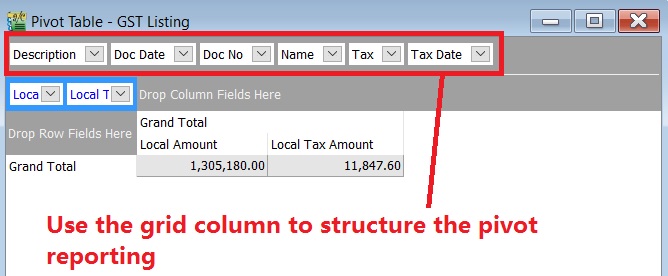 Pivot Table - GST Listing
Description Doc Date Doc No Name Tax Tax Date
Loca Local T Drop Column Fields Here
Drop Row Fields Here
Grand Total
Local Amount Local Tax Amount
Grand Total 1,305,180.00 11,847.60
Use the grid column to structure the pivot
reporting